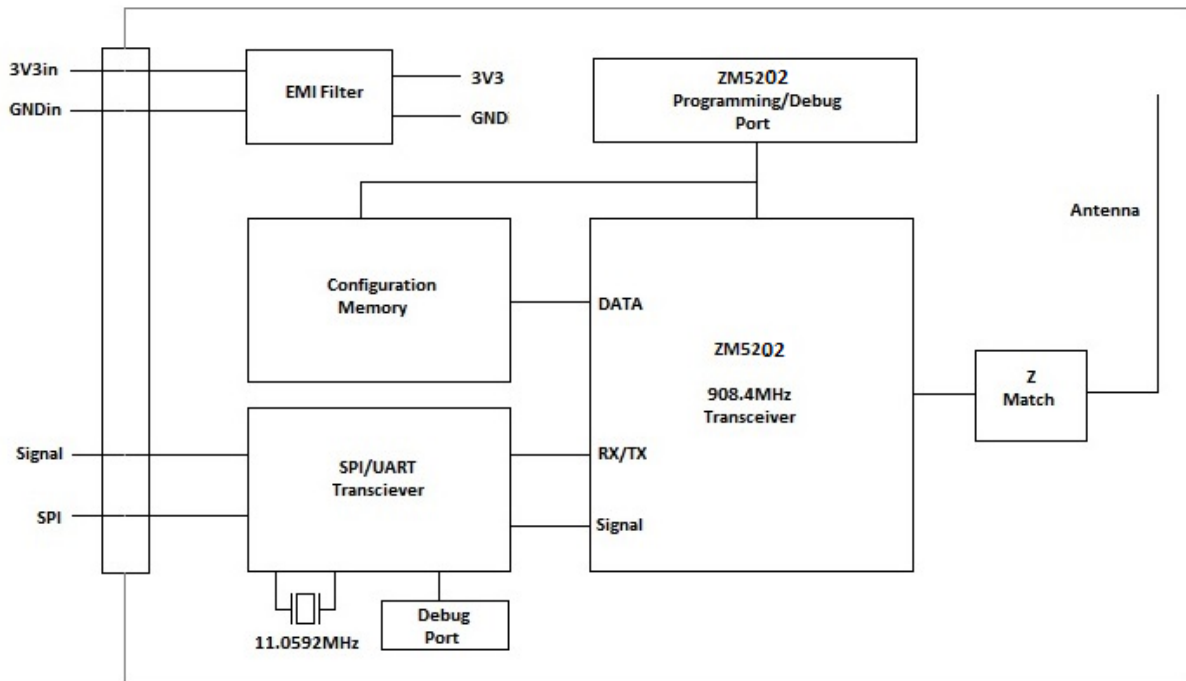 3V3in
GNDin
EMI Filter
3V3
GND
ZM5202
Programming/Debug
Port
Antenna
Configuration
Memory
DATA
ZM5202
908.4MHz
Transceiver
Z
Match
Signal
SPI
SPI/UART
Transciever
RX/TX
Signal
11.0592MHz
Debug
Port